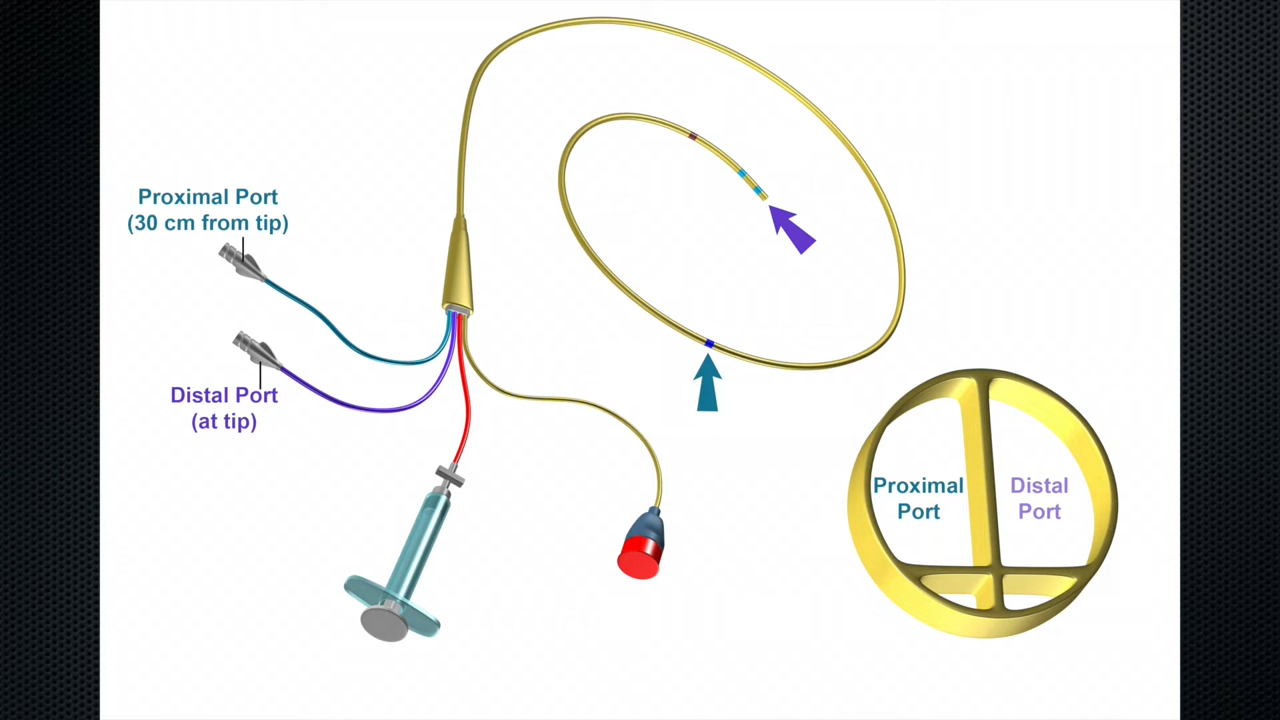 Proximal Port
(30 cm from tip)
Distal Port
(at tip)
Proximal
Port
Distal
Port